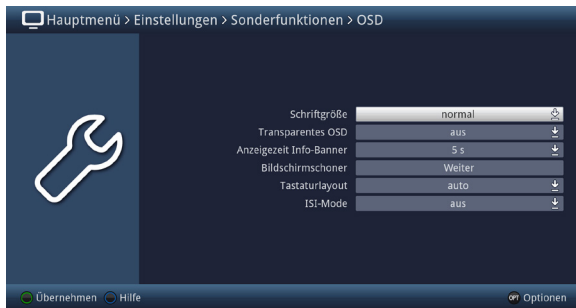 Hauptmenü > Einstellungen > Sonderfunktionen > OSD
Schriftgröße normal
Transparentes OSD aus
Anzeigezeit Info-Banner 5 s
Bildschirmschoner Weiter
Tastaturlayout auto
ISI-Mode aus
Übernehmen Hilfe OPT Optionen